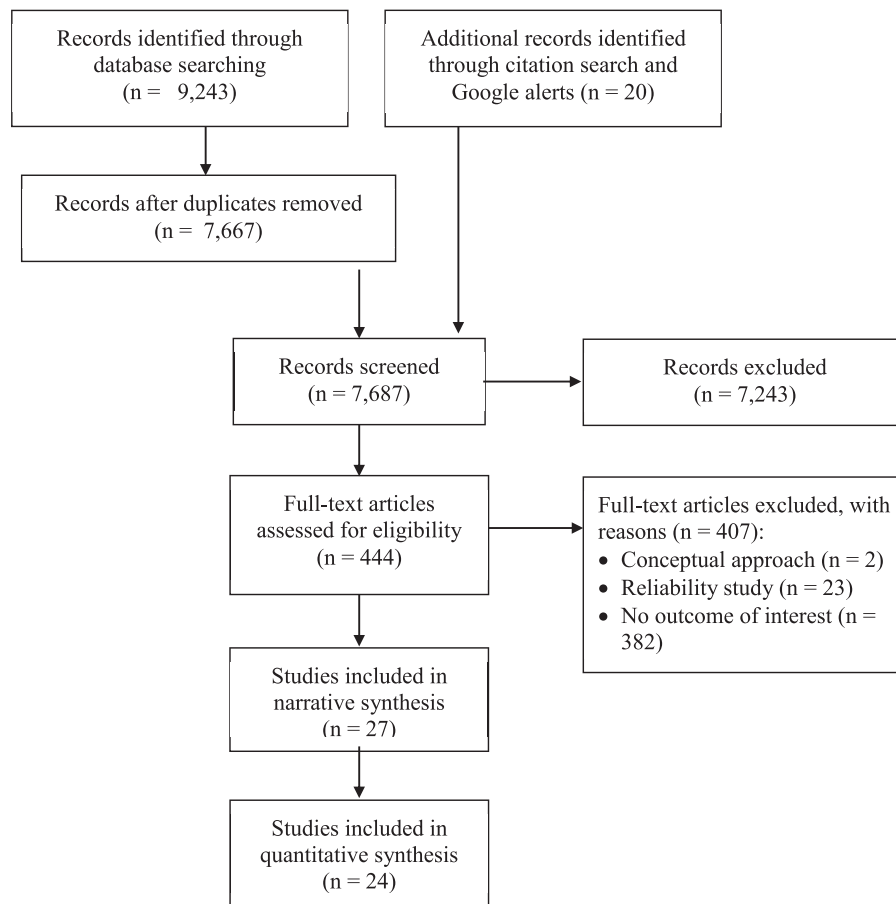 Records identified through
database searching
(n = 9,243)
Additional records identified
through citation search and
Google alerts (n = 20)
Records after duplicates removed
(n = 7,667)
Records screened
(n = 7,687)
Records excluded
(n = 7,243)
Full-text articles
assessed for eligibility
(n = 444)
Full-text articles excluded, with
reasons (n = 407):
• Conceptual approach (n = 2)
• Reliability study (n = 23)
• No outcome of interest (n =
382)
Studies included in
narrative synthesis
(n = 27)
Studies included in
quantitative synthesis
(n = 24)